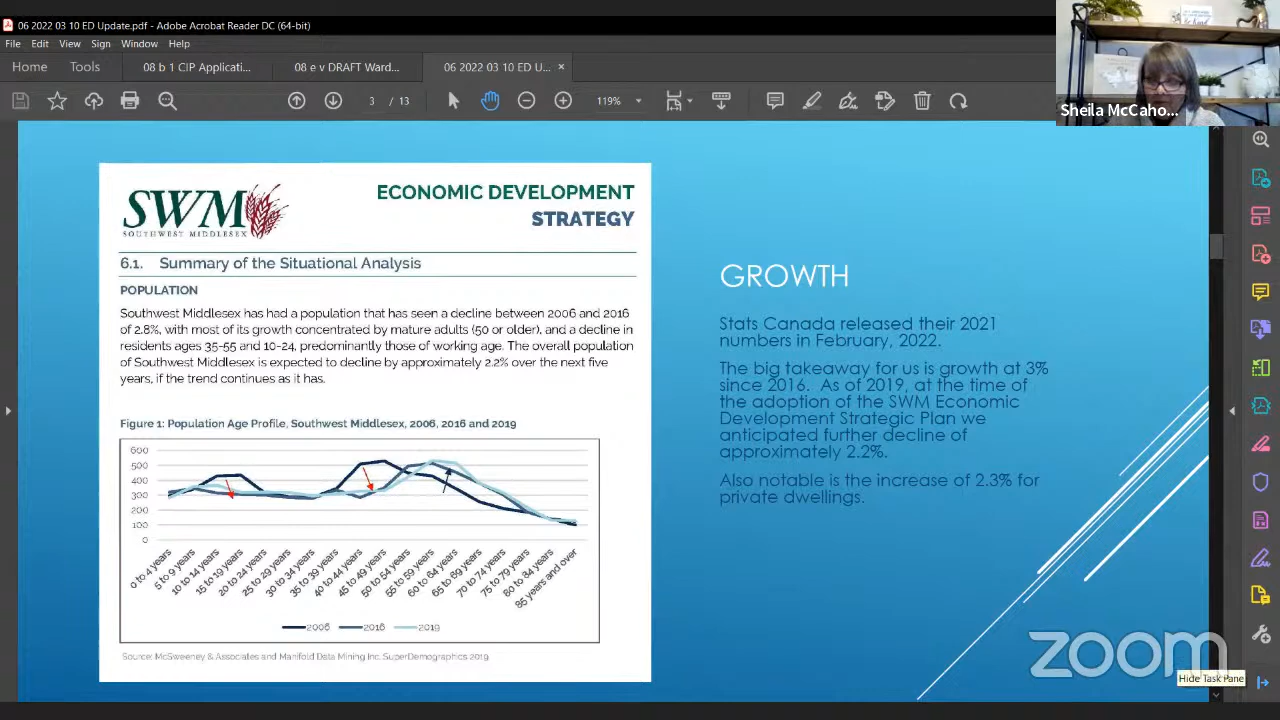 06 2022 03 10 ED Update.pdf - Adobe Acrobat Reader DC (64-bit)
File Edit View Sign Window Help
Home Tools 08 b 1 CIP Applicati... 08 e v DRAFT Ward... 06 2022 03 10 ED U... ×
3 / 13 119%
Sheila McCaho...
SWM
SOUTHWEST MIDDLESEX
ECONOMIC DEVELOPMENT
STRATEGY
6.1. Summary of the Situational Analysis
POPULATION
Southwest Middlesex has had a population that has seen a decline between 2006 and 2016
of 2.8%, with most of its growth concentrated by mature adults (50 or older), and a decline in
residents ages 35-55 and 10-24, predominantly those of working age. The overall population
of Southwest Middlesex is expected to decline by approximately 2.2% over the next five
years, if the trend continues as it has.
Figure 1: Population Age Profile, Southwest Middlesex, 2006, 2016 and 2019
600
500
400
300
200
100
0
0 to 4 years
5 to 9 years
10 to 14 years
15 to 19 years
20 to 24 years
25 to 29 years
30 to 34 years
35 to 39 years
40 to 44 years
45 to 49 years
50 to 54 years
55 to 59 years
60 to 64 years
65 to 69 years
70 to 74 years
75 to 79 years
80 to 84 years
85 years and over
2006 2016 2019
Source: McSweeney & Associates and Manifold Data Mining Inc. SuperDemographics 2019
GROWTH
Stats Canada released their 2021
numbers in February, 2022.
The big takeaway for us is growth at 3%
since 2016. As of 2019, at the time of
the adoption of the SWM Economic
Development Strategic Plan we
anticipated further decline of
approximately 2.2%.
Also notable is the increase of 2.3% for
private dwellings.
zoom
Hide Task Pane